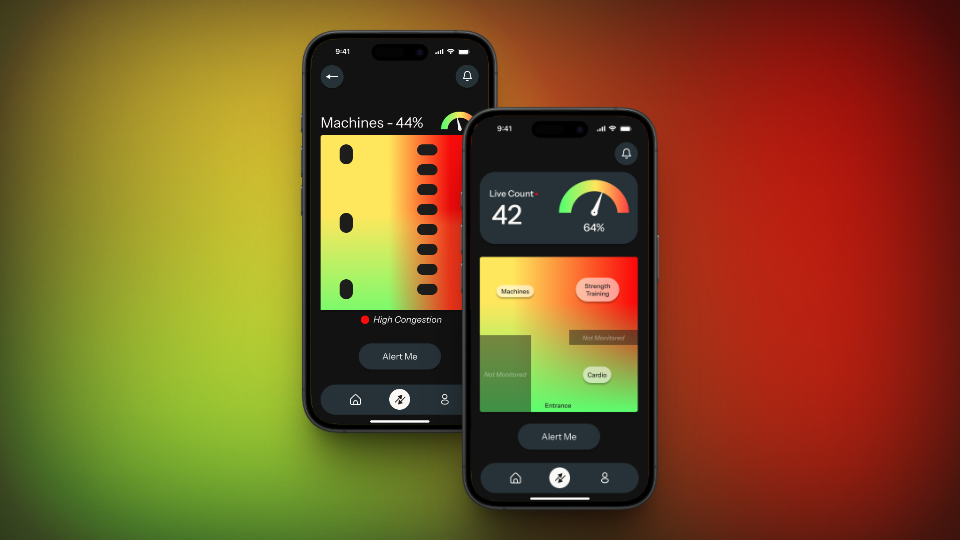 9:41
Machines - 44%
High Congestion
Alert Me
9:41
Live Count
42
64%
Machines
Strength
Training
Not Monitored
Not Monitored
Cardio
Entrance
Alert Me